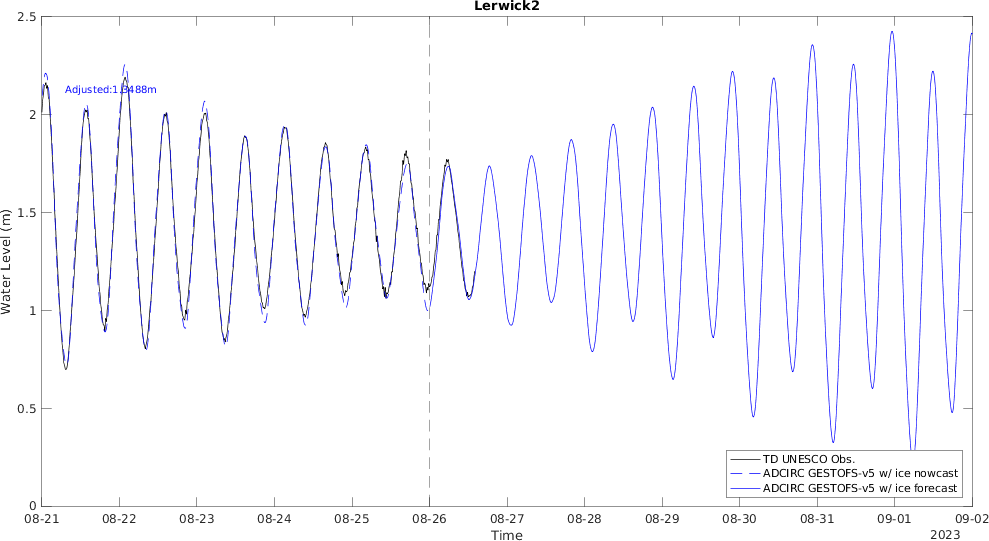 Lerwick2
2.5
2
1.5
1
0.5
0
Water Level (m)
Adjusted:1.3488m
TD UNESCO Obs.
ADCIRC GESTOFS-v5 w/ ice nowcast
ADCIRC GESTOFS-v5 w/ ice forecast
08-21 08-22 08-23 08-24 08-25 08-26 08-27 08-28 08-29 08-30 08-31 09-01 09-02
Time
2023